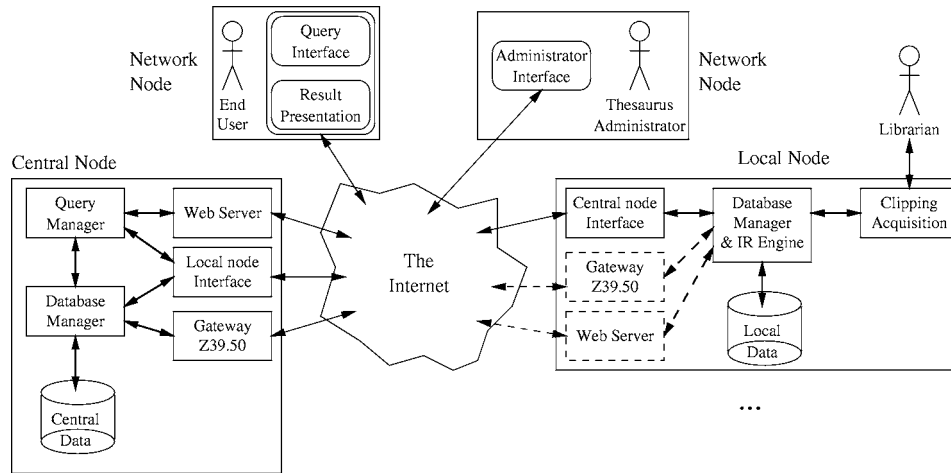 Network
Node
End
User
Query
Interface
Result
Presentation
Administrator
Interface
Thesaurus
Administrator
Network
Node
Librarian
Central Node
Query
Manager
Web Server
Local node
Interface
Database
Manager
Gateway
Z39.50
Central
Data
The
Internet
Local Node
Central node
Interface
Database
Manager
& IR Engine
Clipping
Acquisition
Gateway
Z39.50
Web Server
Local
Data
...